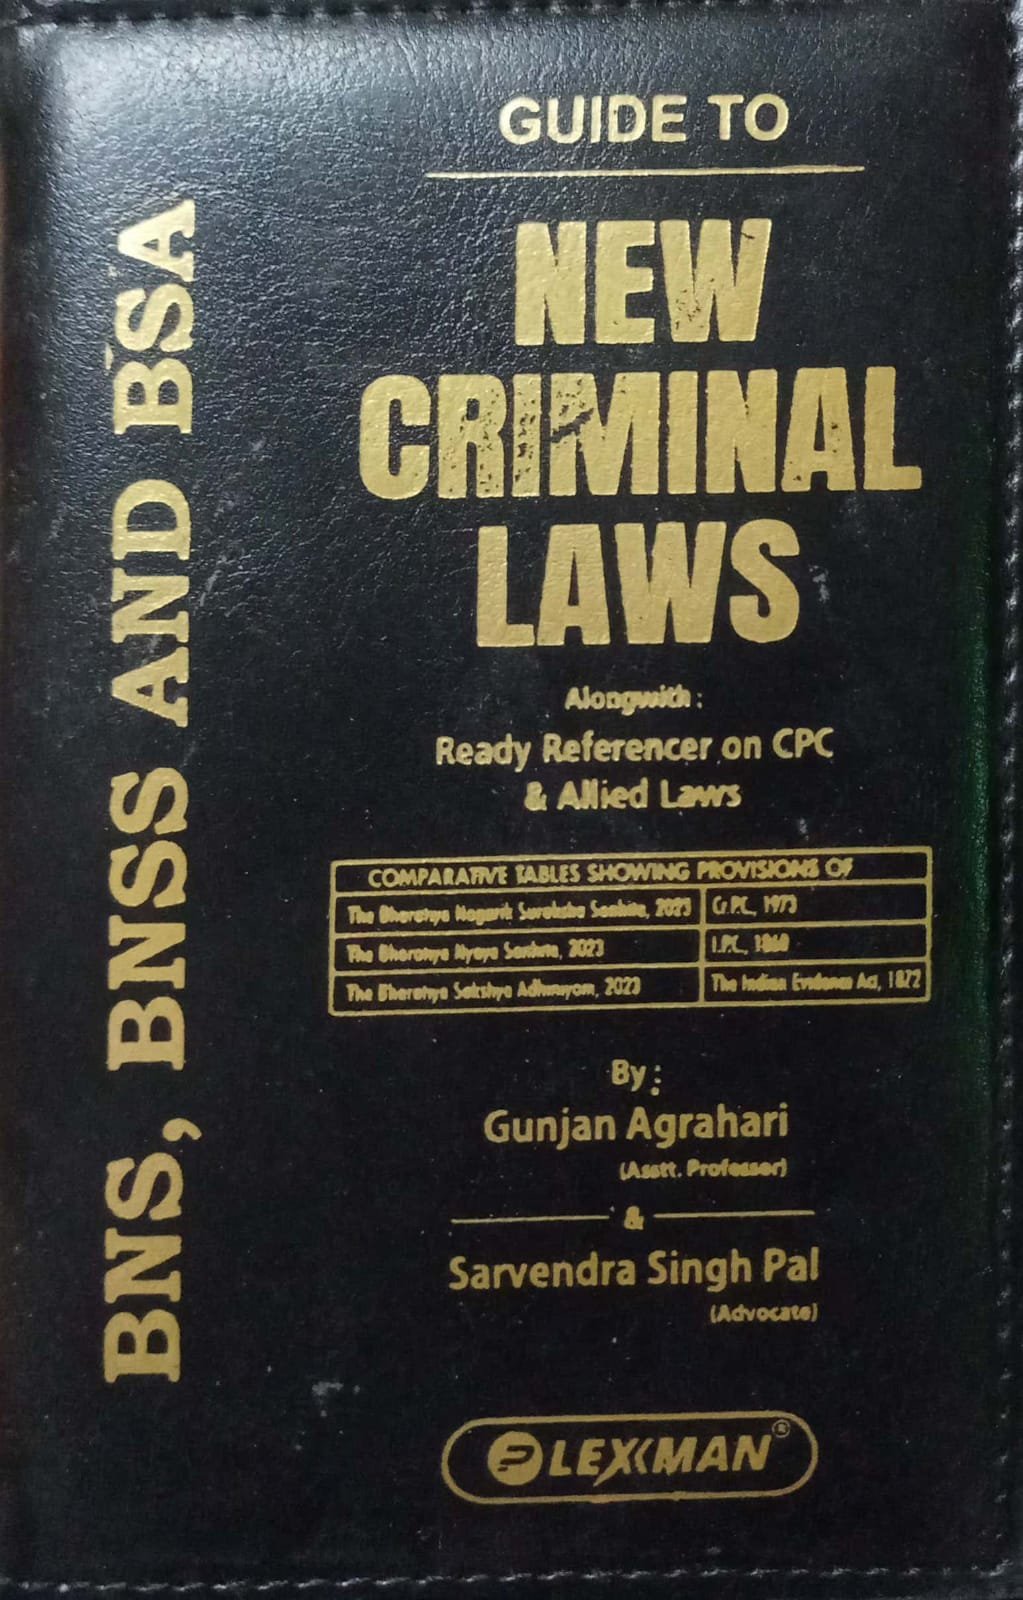 BNS, BNSS AND BSA
GUIDE TO
NEW
CRIMINAL
LAWS
Alongwith :
Ready Referencer on CPC
& Allied Laws
COMPARATIVE TABLES SHOWING PROVISIONS OF
The Bharatiya Nagarik Suraksha Sanhita, 2023 Cr.P.C., 1973
The Bharatiya Nyaya Sanhita, 2023 I.P.C., 1860
The Bharatiya Sakshya Adhiniyam, 2023 The Indian Evidence Act, 1872
By :
Gunjan Agrahari
(Asstt. Professor)
&
Sarvendra Singh Pal
(Advocate)
LEXMAN®